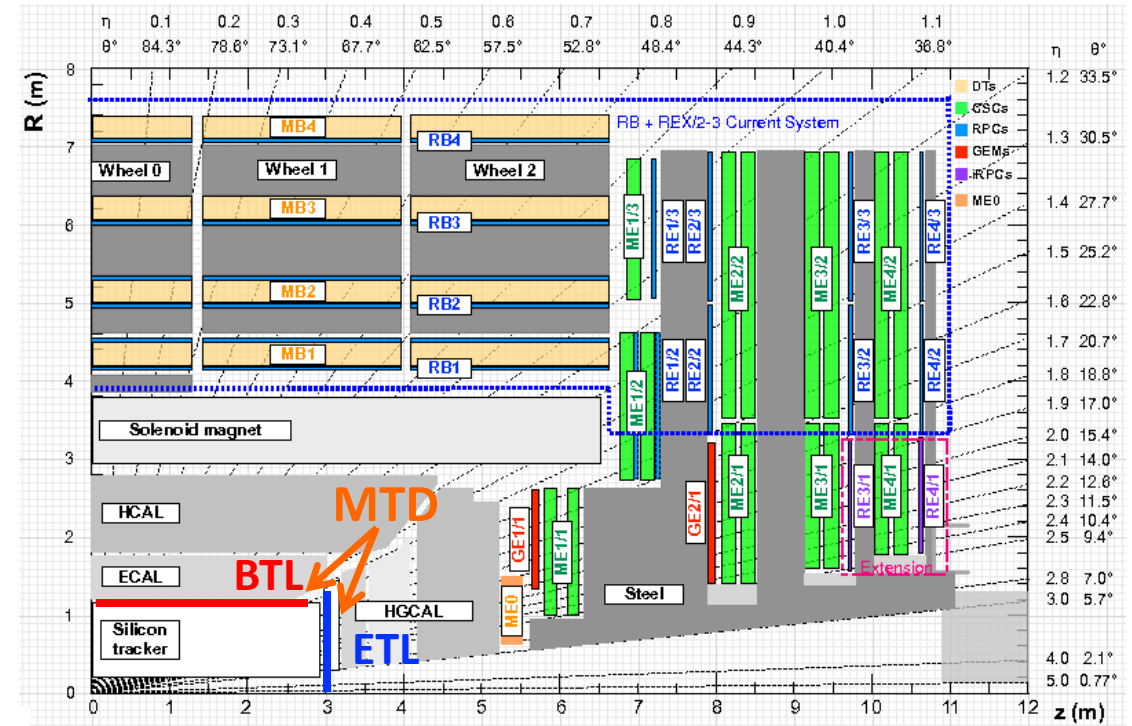 η 0.1 0.2 0.3 0.4 0.5 0.6 0.7 0.8 0.9 1.0 1.1
θ° 84.3° 78.6° 73.1° 67.7° 62.5° 57.5° 52.8° 48.4° 44.3° 40.4° 36.8° η θ°
R (m)
8
7
6
5
4
3
2
1
0
1.2 33.5°
1.3 30.5°
1.4 27.7°
1.5 25.2°
1.6 22.8°
1.7 20.7°
1.8 18.8°
1.9 17.0°
2.0 15.4°
2.1 14.0°
2.2 12.6°
2.3 11.5°
2.4 10.4°
2.5 9.4°
2.8 7.0°
3.0 5.7°
4.0 2.1°
5.0 0.77°
DTs
CSCs
RPCs
GEMs
iRPCs
ME0
RB + REX/2-3 Current System
MB4
RB4
Wheel 0
Wheel 1
Wheel 2
MB3
RB3
MB2
RB2
MB1
RB1
ME1/3
RE1/3
RE2/3
ME2/2
ME3/2
RE3/3
ME4/2
RE4/3
ME1/2
RE1/2
RE2/2
RE3/2
RE4/2
Solenoid magnet
HCAL
MTD
ECAL
BTL
HGCAL
Silicon
tracker
ETL
GE1/1
ME1/1
ME0
GE2/1
ME2/1
ME3/1
RE3/1
ME4/1
RE4/1
Extension
Steel
0 1 2 3 4 5 6 7 8 9 10 11 12 z (m)